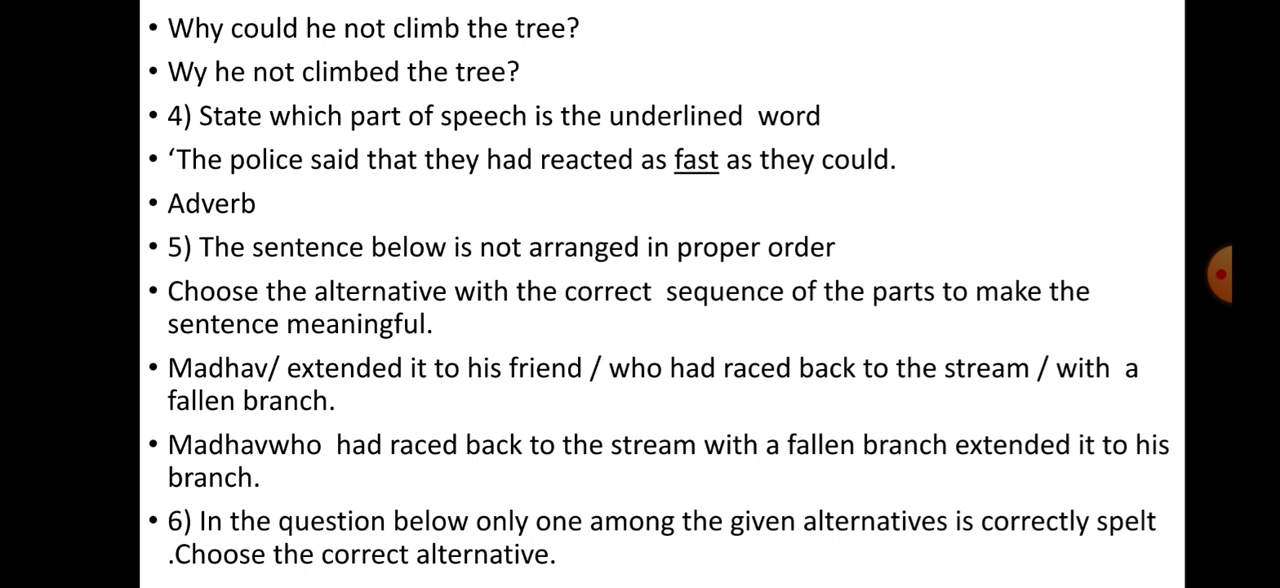 • Why could he not climb the tree?
• Wy he not climbed the tree?
• 4) State which part of speech is the underlined  word
• ‘The police said that they had reacted as fast as they could.
• Adverb
• 5) The sentence below is not arranged in proper order
• Choose the alternative with the correct  sequence of the parts to make the
sentence meaningful.
• Madhav/ extended it to his friend / who had raced back to the stream / with  a
fallen branch.
• Madhavwho  had raced back to the stream with a fallen branch extended it to his
branch.
• 6) In the question below only one among the given alternatives is correctly spelt
.Choose the correct alternative.